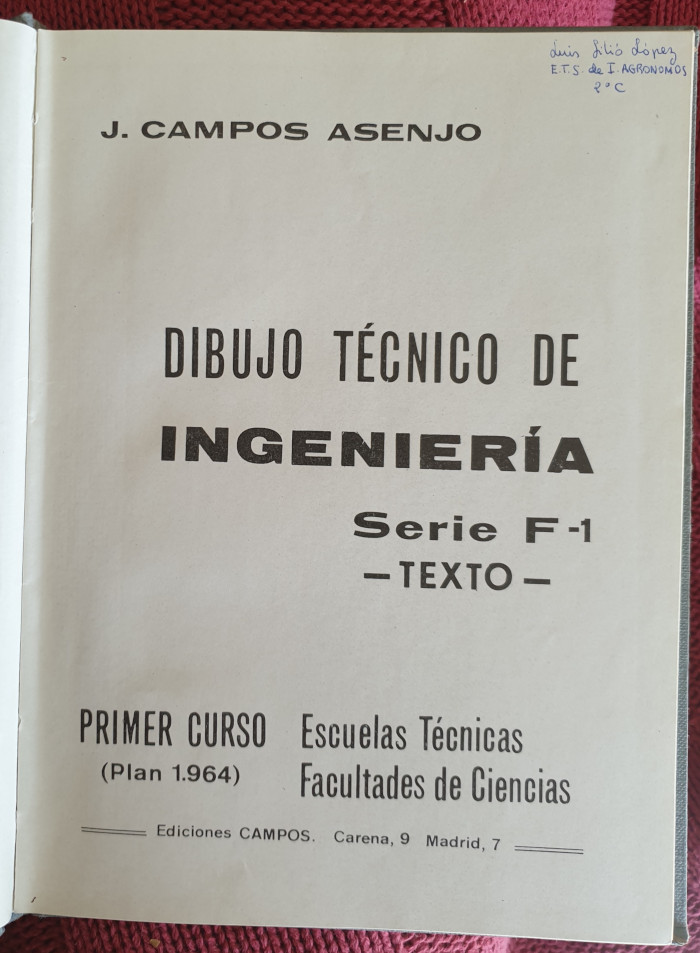 Luis Lilió López
E.T.S. de I. AGRONOMOS
2º C
J. CAMPOS ASENJO
DIBUJO TÉCNICO DE
INGENIERÍA
Serie F-1
—TEXTO—
PRIMER CURSO Escuelas Técnicas
(Plan 1.964) Facultades de Ciencias
Ediciones CAMPOS. Carena, 9 Madrid, 7